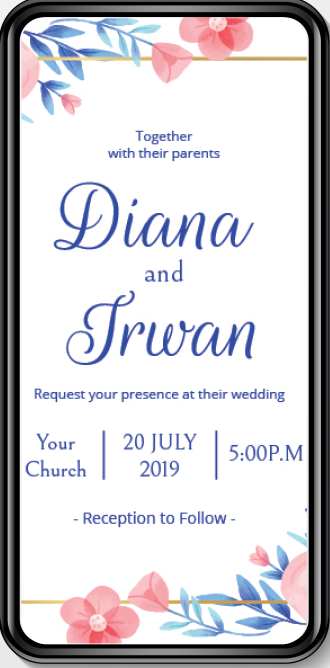 Together
with their parents
Diana
and
Irwan
Request your presence at their wedding
Your Church
20 JULY 2019
5:00P.M
- Reception to Follow -